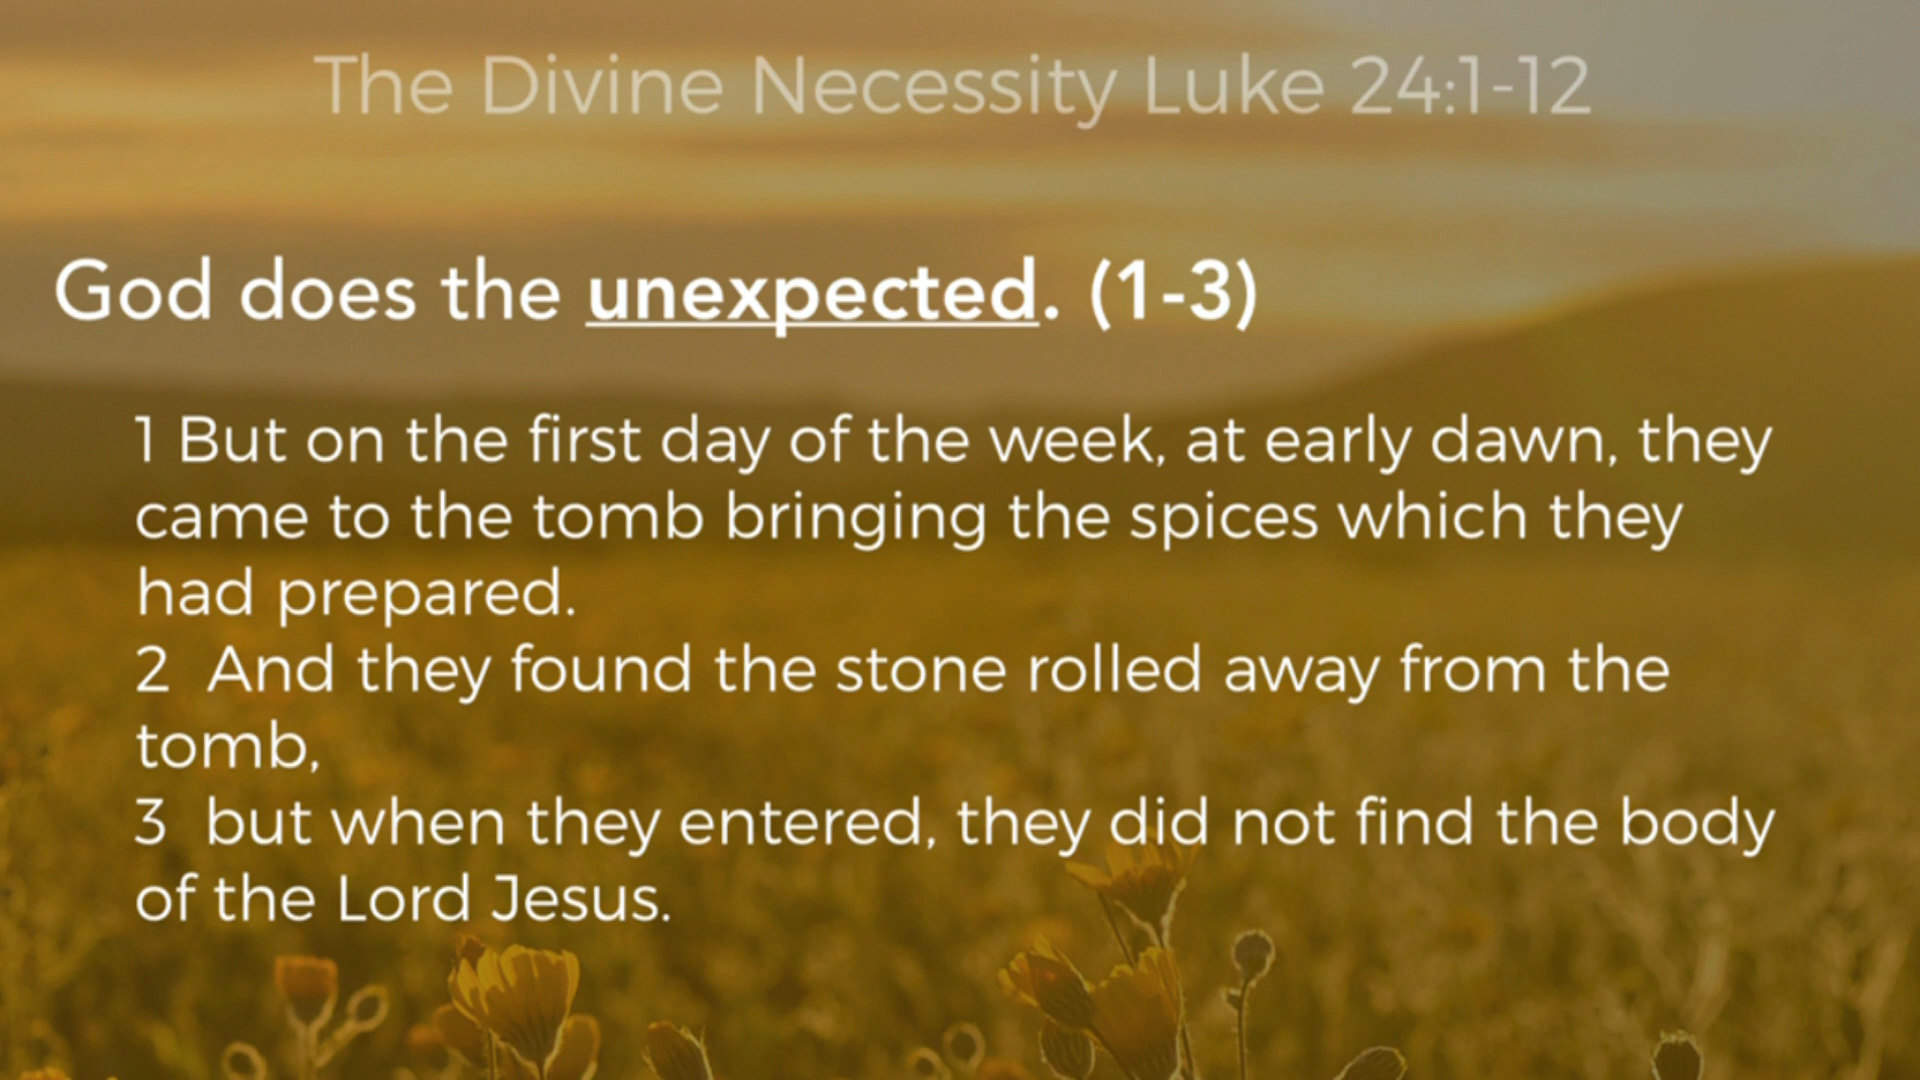 The Divine Necessity Luke 24:1-12
God does the unexpected. (1-3)
1 But on the first day of the week, at early dawn, they
came to the tomb bringing the spices which they
had prepared.
2 And they found the stone rolled away from the
tomb,
3 but when they entered, they did not find the body
of the Lord Jesus.